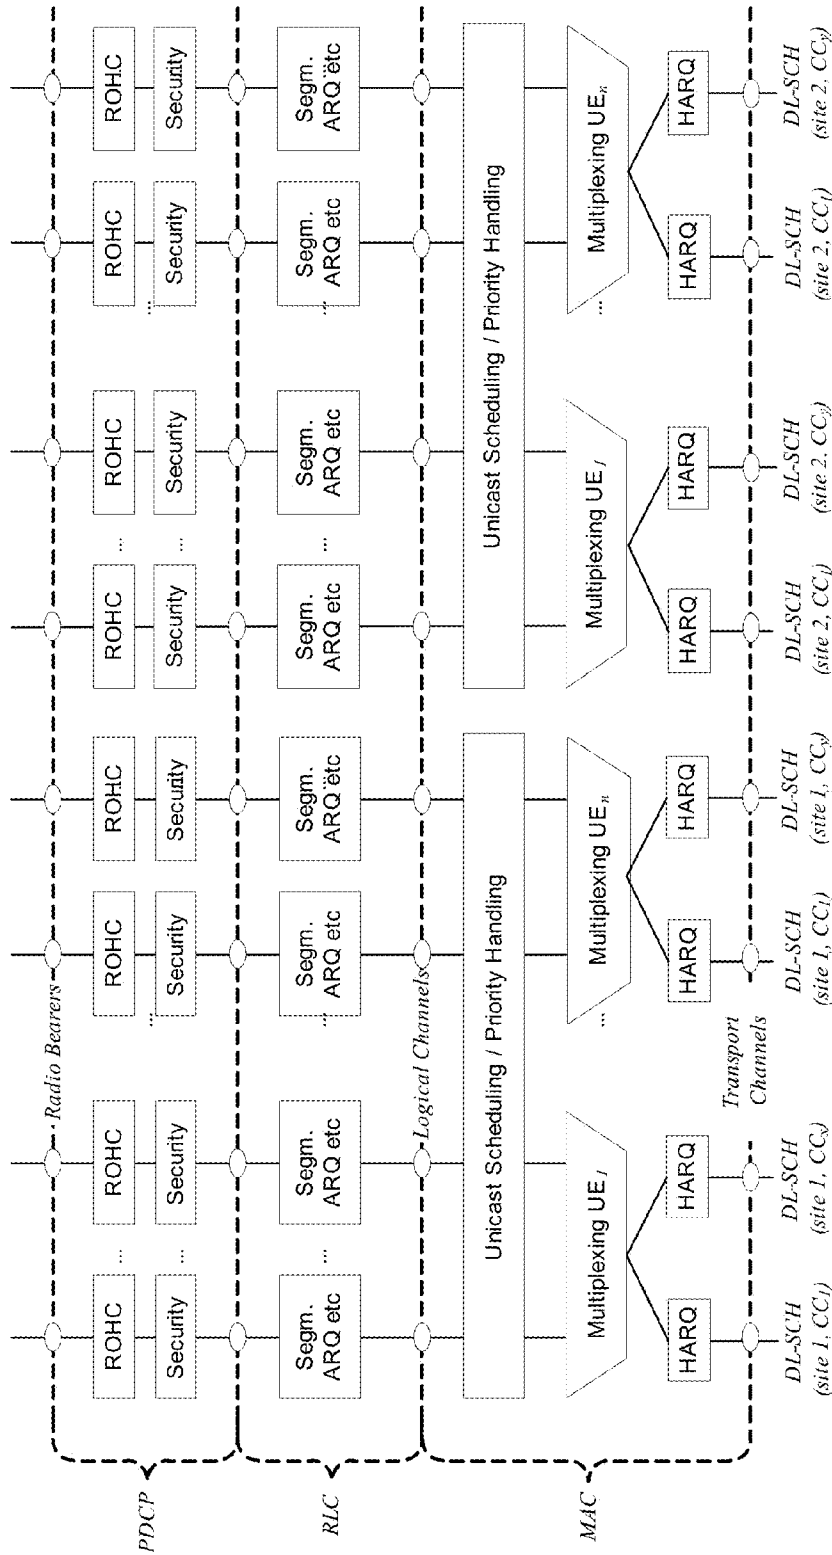 Radio Bearers
ROHC ... ROHC ROHC ROHC ROHC ... ROHC ROHC ROHC
PDCP
... ...
Security ... Security Security Security Security ... Security Security Security
Segm. Segm. Segm. Segm. Segm. Segm. Segm. Segm.
RLC
ARQ etc ... ARQ etc ... ARQ etc ARQ etc ARQ etc ... ARQ etc ... ARQ etc ARQ etc
Logical Channels
Unicast Scheduling / Priority Handling Unicast Scheduling / Priority Handling
MAC
Multiplexing UE1 ... Multiplexing UEn Multiplexing UE1 ... Multiplexing UEn
HARQ HARQ HARQ HARQ HARQ HARQ HARQ HARQ
Transport
Channels
DL-SCH DL-SCH DL-SCH DL-SCH DL-SCH DL-SCH DL-SCH DL-SCH
(site 1, CC1) (site 1, CCy) (site 1, CC1) (site 1, CCy) (site 2, CC1) (site 2, CCy) (site 2, CC1) (site 2, CCy)